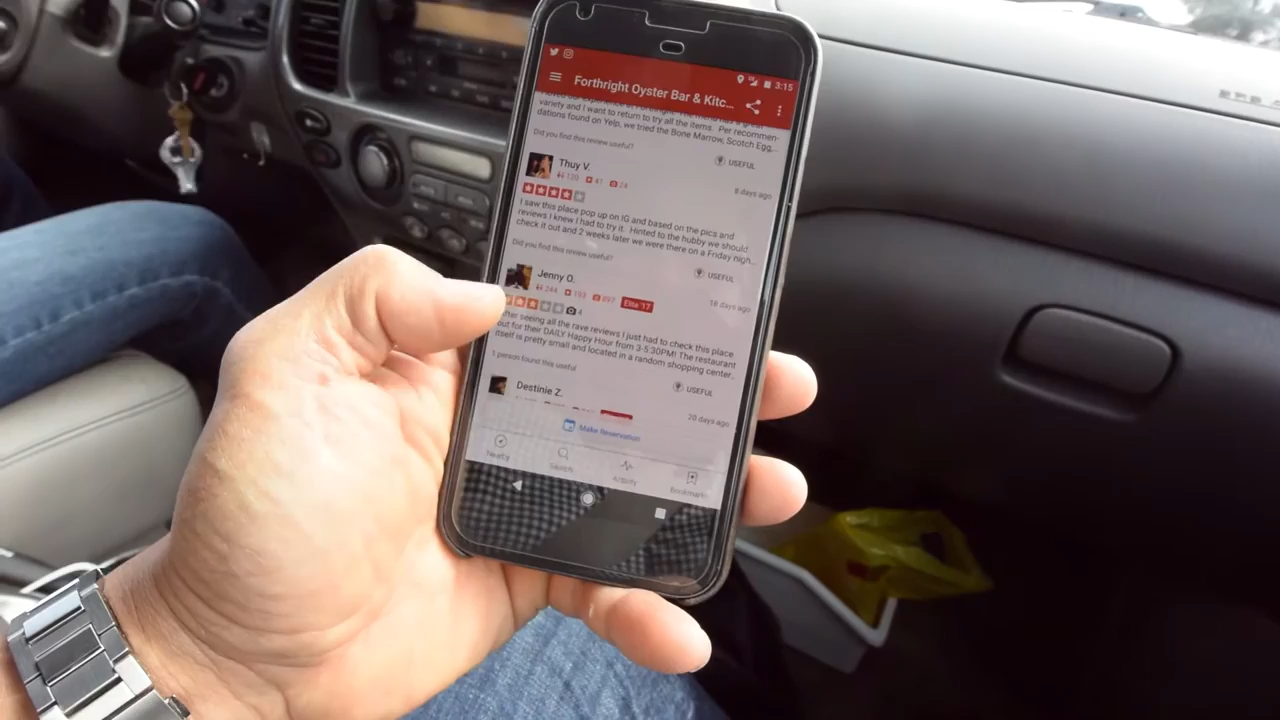 3:15
Forthright Oyster Bar & Kitc...
variety and I want to return to try all the items. Per recommen-
dations found on Yelp, we tried the Bone Marrow, Scotch Egg,...
Did you find this review useful?
USEFUL
Thuy V.
8 days ago
139 41 24
I saw this place pop up on IG and based on the pics and
reviews I knew I had to try it. Hinted to the hubby we should
check it out and 2 weeks later we were there on a Friday nigh...
Did you find this review useful?
USEFUL
Jenny O.
18 days ago
244 193 897 Elite '17
4
After seeing all the rave reviews I just had to check this place
out for their DAILY Happy Hour from 3-5:30PM! The restaurant
itself is pretty small and located in a random shopping center...
1 person found this useful
USEFUL
Destinie Z.
20 days ago
Make Reservation
Nearby
Search
Activity
Bookmarks